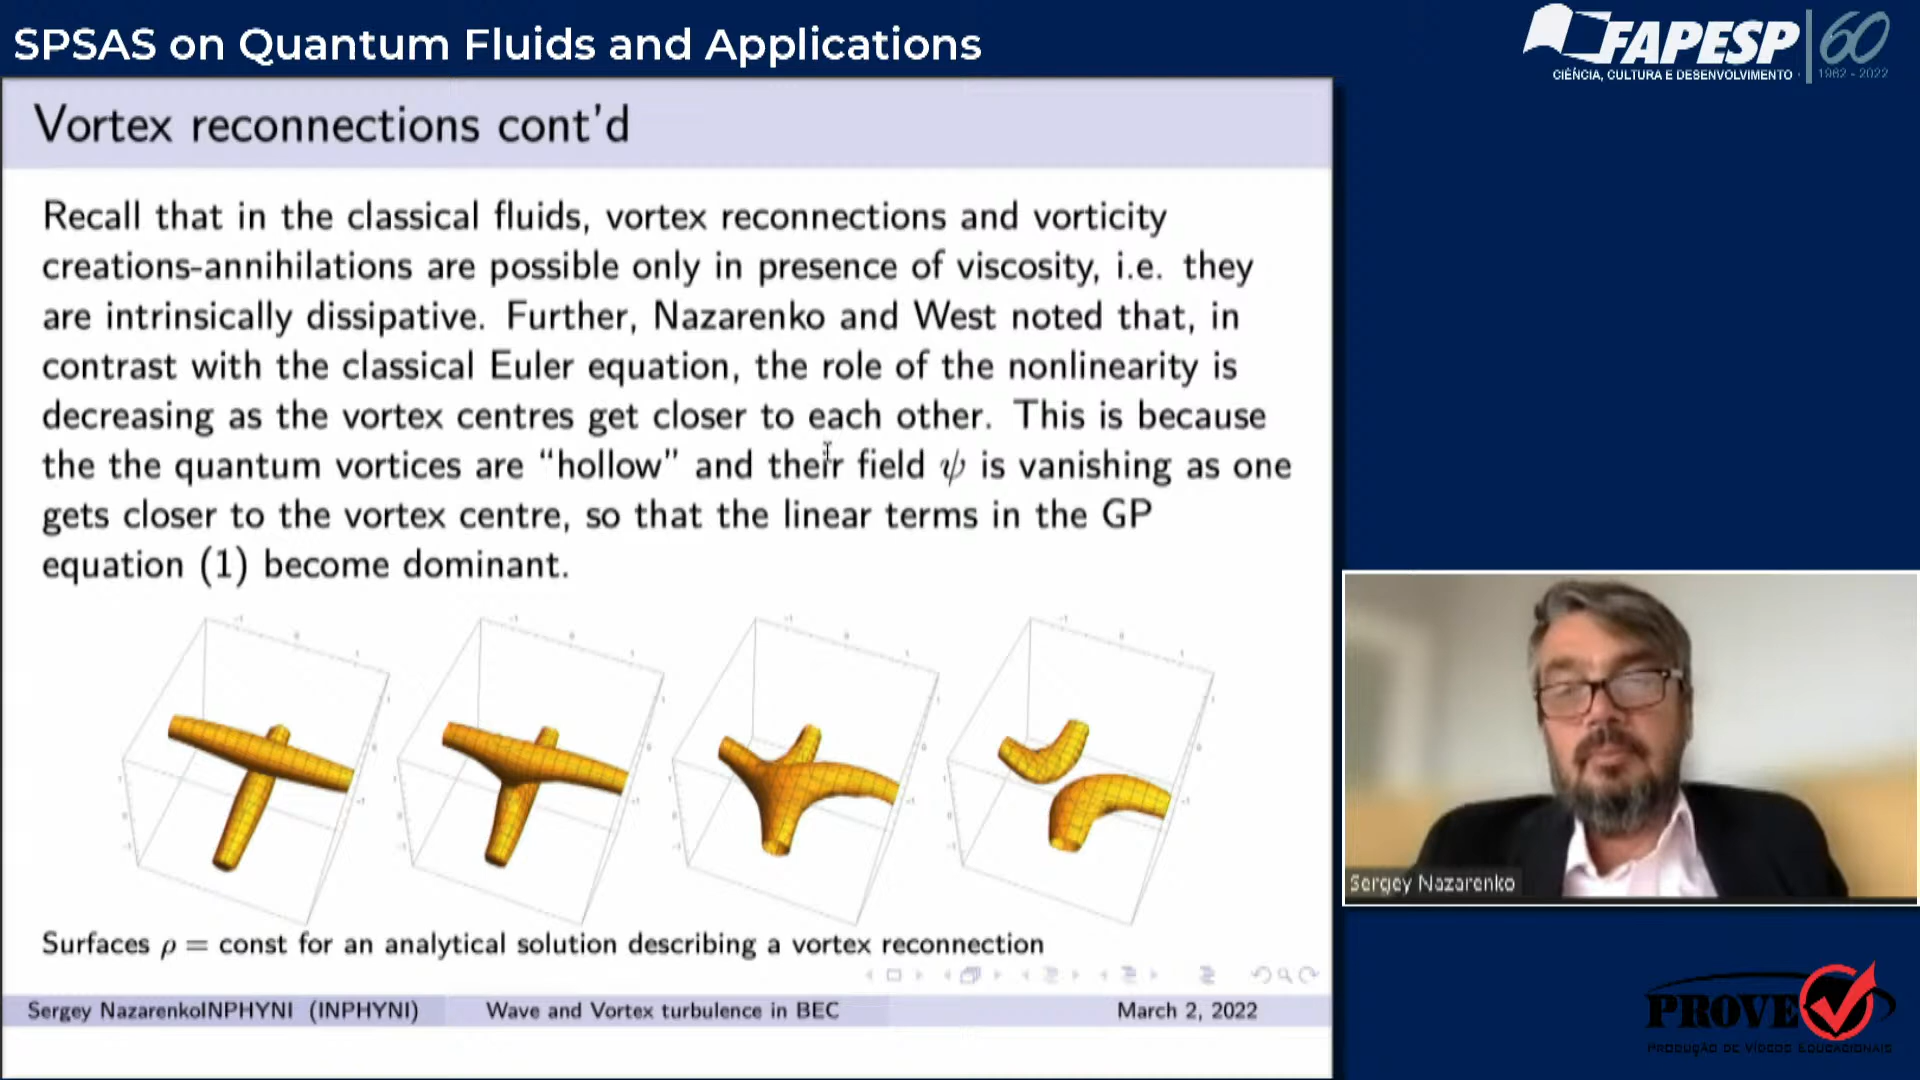 SPSAS on Quantum Fluids and Applications
FAPESP 60
CIÊNCIA, CULTURA E DESENVOLVIMENTO 1962 - 2022
Vortex reconnections cont'd
Recall that in the classical fluids, vortex reconnections and vorticity
creations-annihilations are possible only in presence of viscosity, i.e. they
are intrinsically dissipative. Further, Nazarenko and West noted that, in
contrast with the classical Euler equation, the role of the nonlinearity is
decreasing as the vortex centres get closer to each other. This is because
the the quantum vortices are “hollow” and their field ψ is vanishing as one
gets closer to the vortex centre, so that the linear terms in the GP
equation (1) become dominant.
Surfaces ρ = const for an analytical solution describing a vortex reconnection
Sergey NazarenkoINPHYNI (INPHYNI) Wave and Vortex turbulence in BEC March 2, 2022
Sergey Nazarenko
PROVE
PRODUÇÃO DE VÍDEOS EDUCACIONAIS